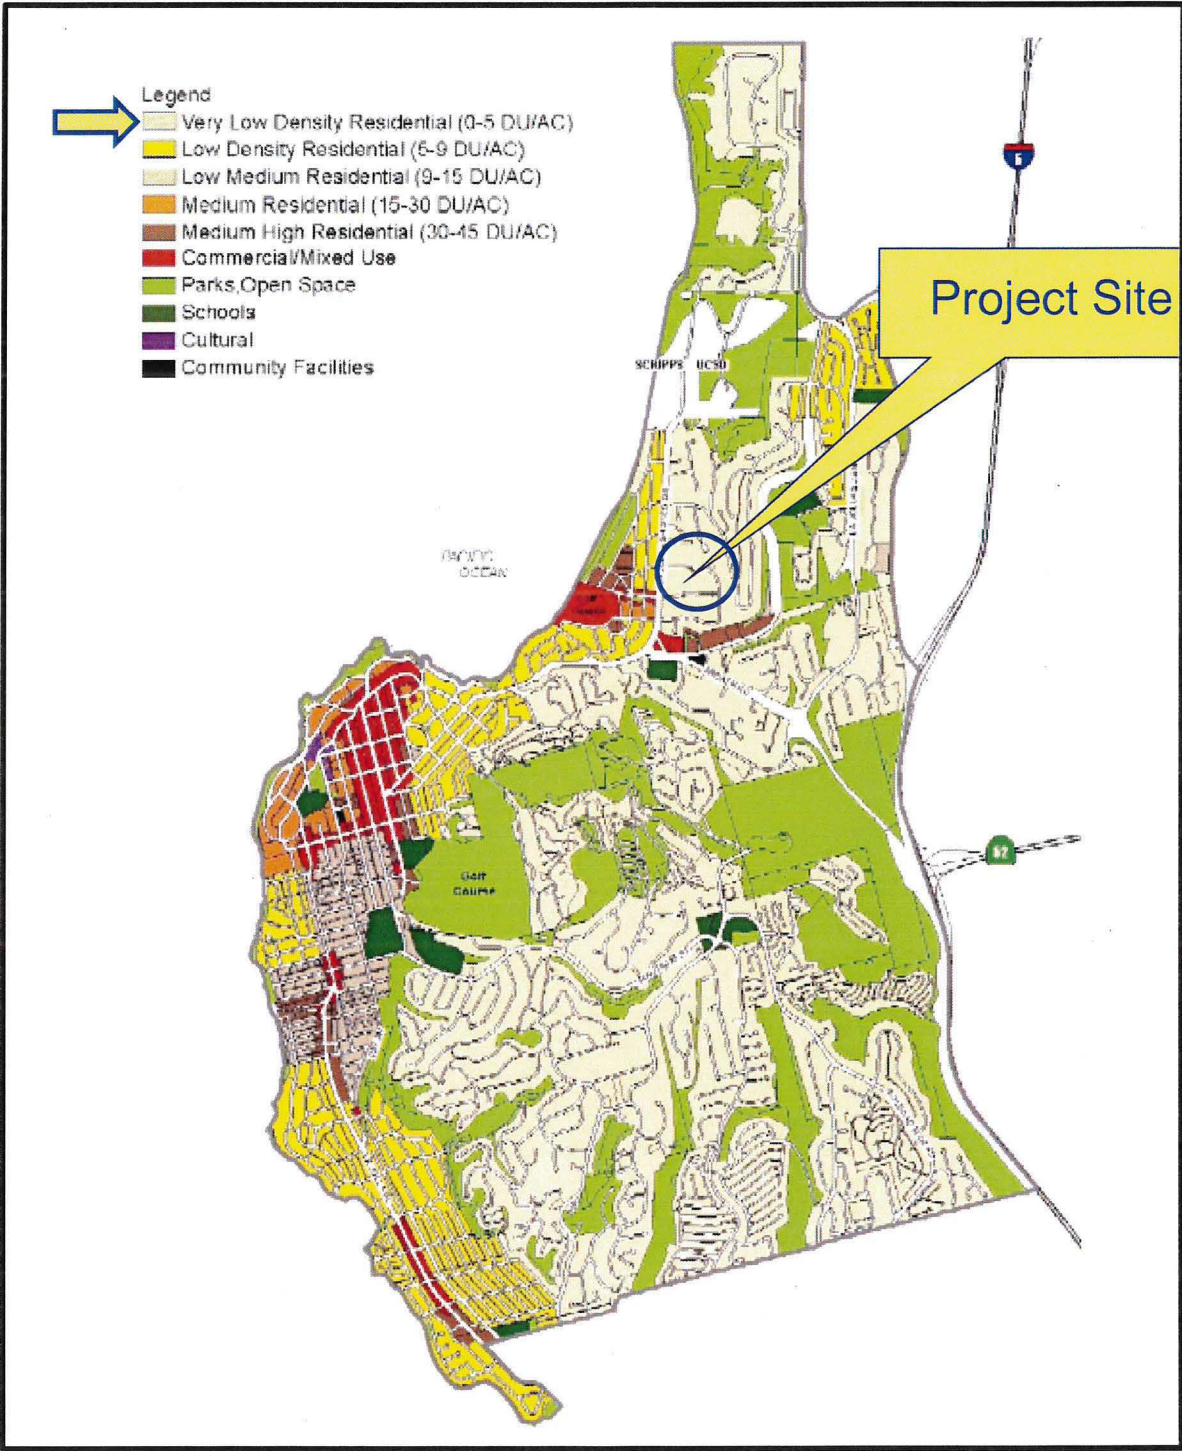 Legend
Very Low Density Residential (0-5 DU/AC)
Low Density Residential (5-9 DU/AC)
Low Medium Residential (9-15 DU/AC)
Medium Residential (15-30 DU/AC)
Medium High Residential (30-45 DU/AC)
Commercial/Mixed Use
Parks,Open Space
Schools
Cultural
Community Facilities
5
Project Site
SCRIPPS UCSD
PACIFIC
OCEAN
52
Golf
Course